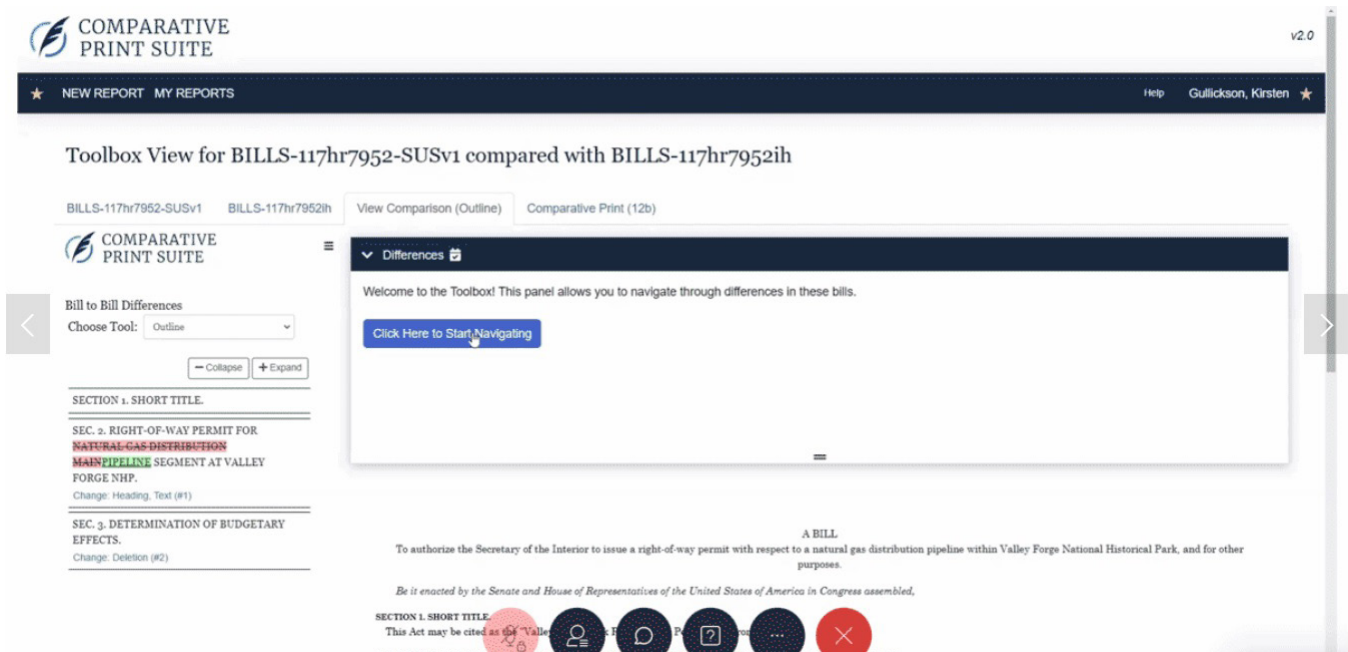 COMPARATIVE
PRINT SUITE
v2.0
NEW REPORT MY REPORTS
Help Gullickson, Kirsten
Toolbox View for BILLS-117hr7952-SUSv1 compared with BILLS-117hr7952ih
BILLS-117hr7952-SUSv1 BILLS-117hr7952ih View Comparison (Outline) Comparative Print (12b)
COMPARATIVE
PRINT SUITE
Bill to Bill Differences
Choose Tool: Outline
Collapse Expand
SECTION 1. SHORT TITLE.
SEC. 2. RIGHT-OF-WAY PERMIT FOR
NATURAL GAS DISTRIBUTION
MAINPIPELINE SEGMENT AT VALLEY
FORGE NHP.
Change: Heading, Text (#1)
SEC. 3. DETERMINATION OF BUDGETARY
EFFECTS.
Change: Deletion (#2)
Differences
Welcome to the Toolbox! This panel allows you to navigate through differences in these bills.
Click Here to Start Navigating
A BILL
To authorize the Secretary of the Interior to issue a right-of-way permit with respect to a natural gas distribution pipeline within Valley Forge National Historical Park, and for other
purposes.
Be it enacted by the Senate and House of Representatives of the United States of America in Congress assembled,
SECTION 1. SHORT TITLE.
This Act may be cited as the "Valle